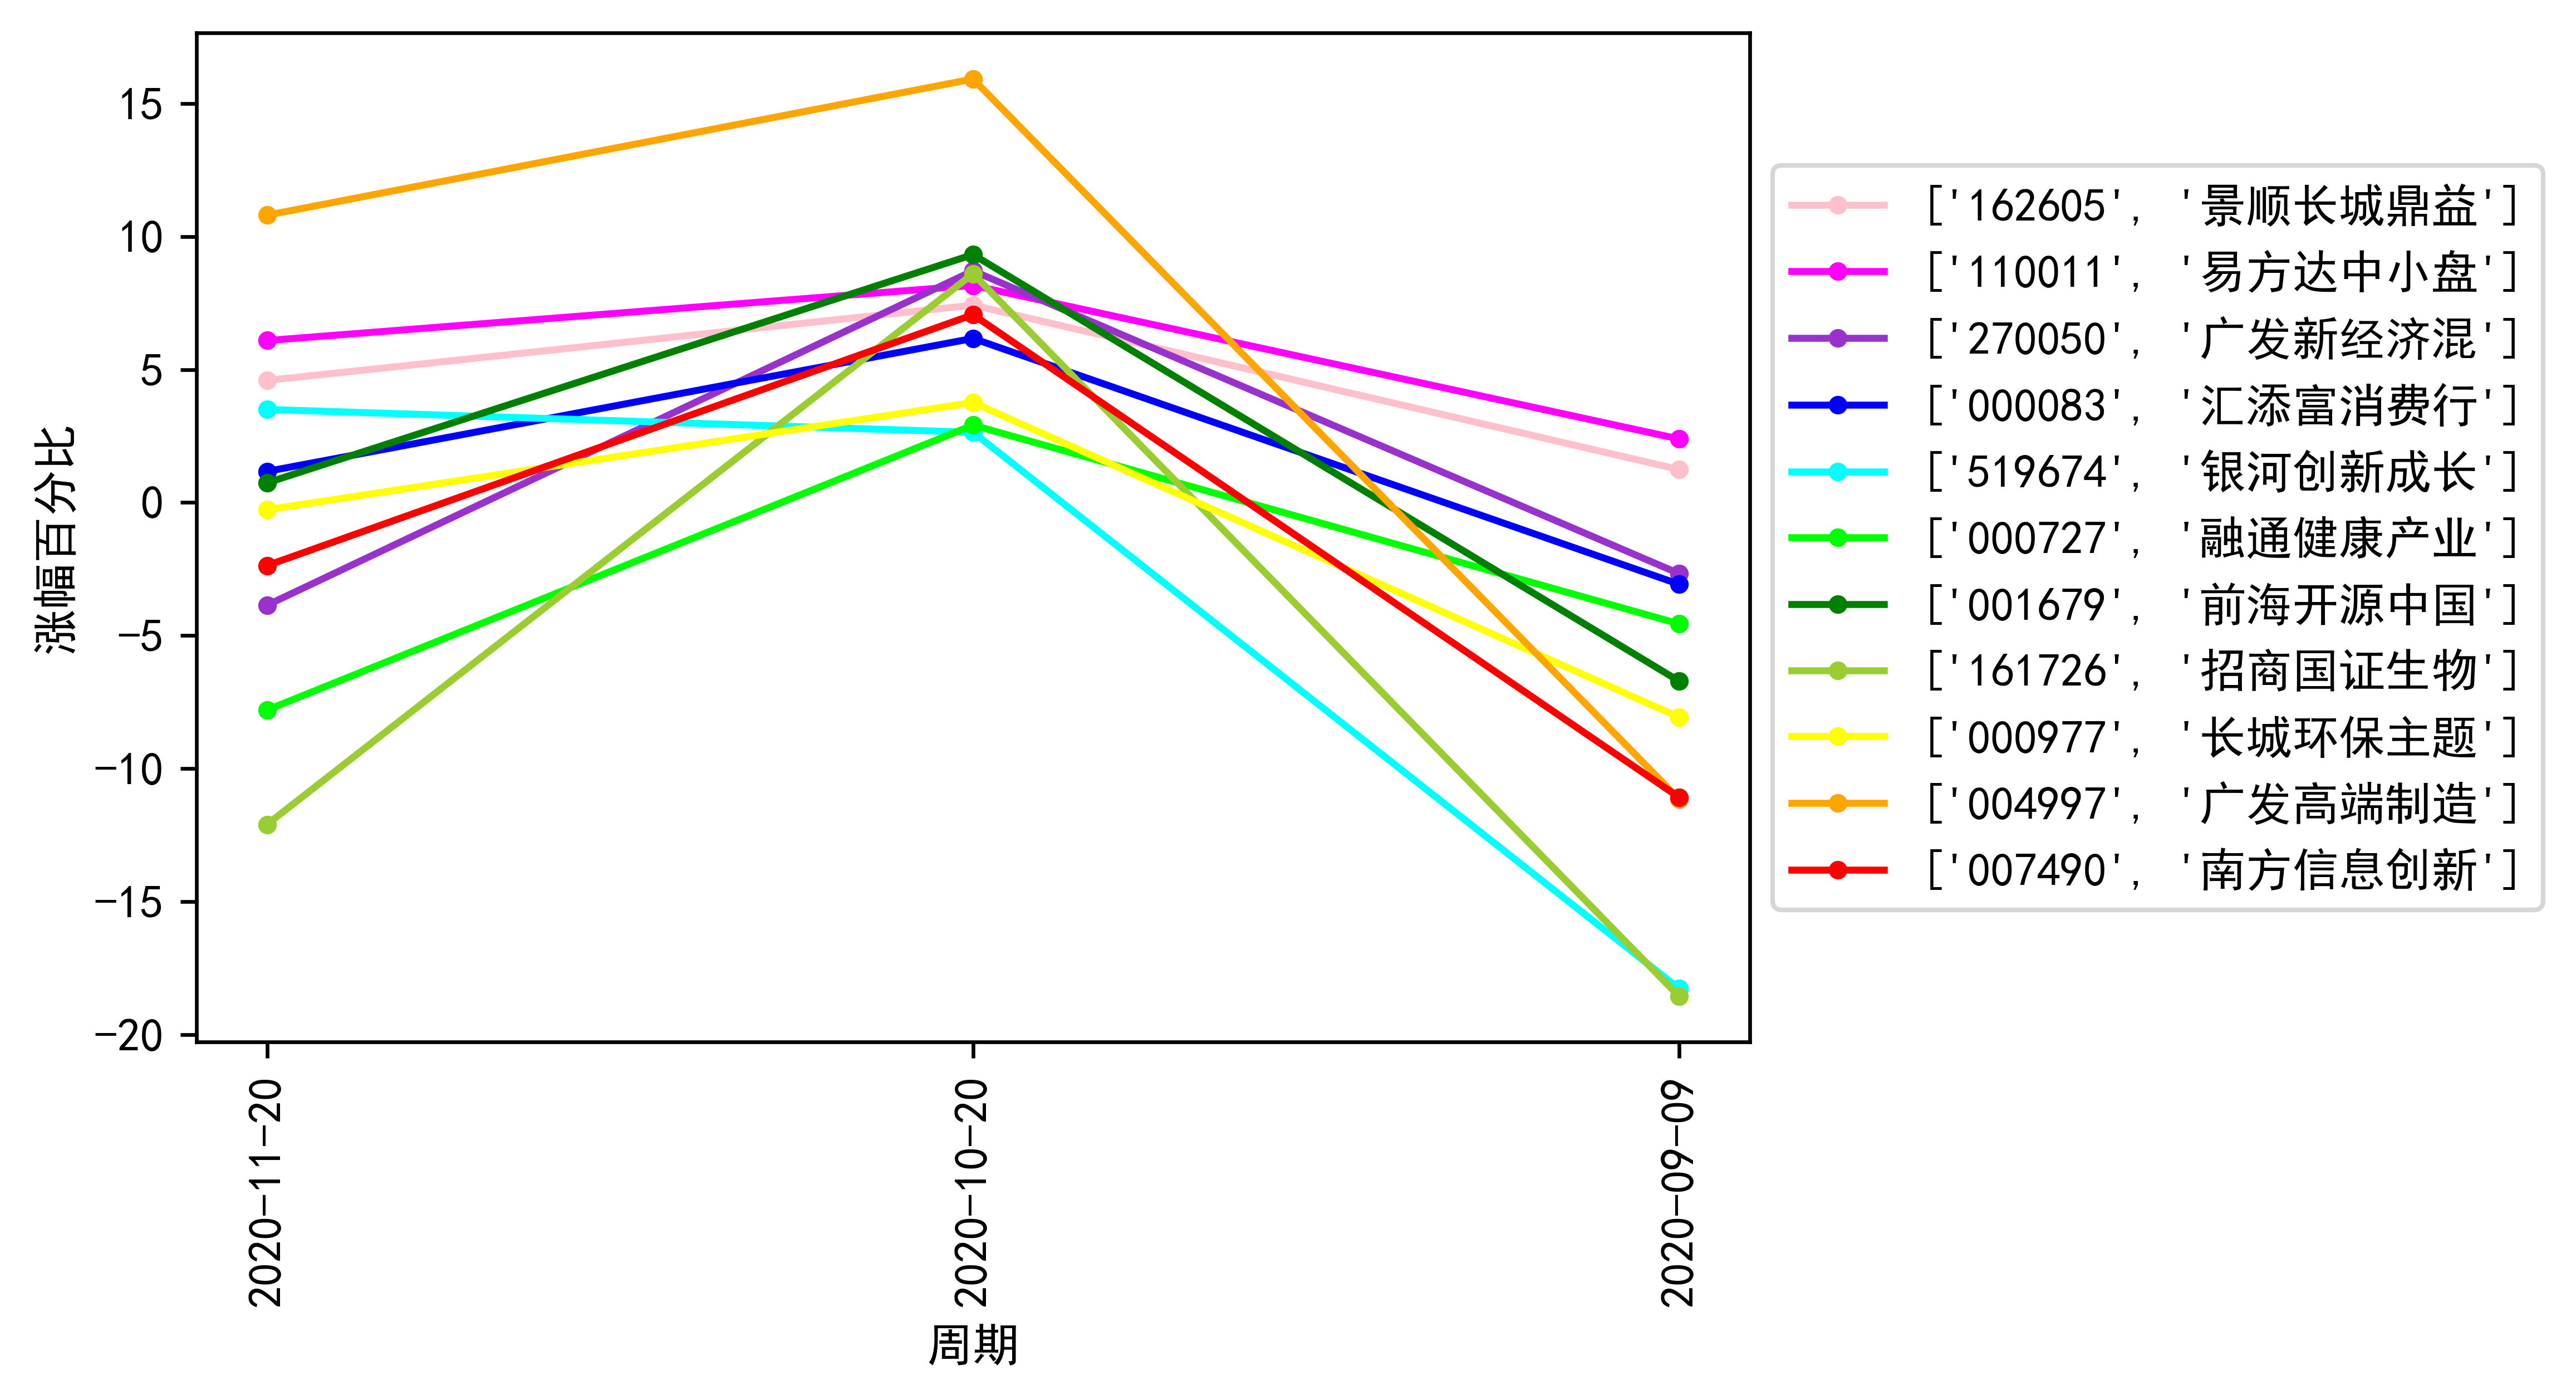 15
10
5
0
−5
−10
−15
−20
涨幅百分比
2020-11-20
2020-10-20
2020-09-09
周期
['162605', '景顺长城鼎益']
['110011', '易方达中小盘']
['270050', '广发新经济混']
['000083', '汇添富消费行']
['519674', '银河创新成长']
['000727', '融通健康产业']
['001679', '前海开源中国']
['161726', '招商国证生物']
['000977', '长城环保主题']
['004997', '广发高端制造']
['007490', '南方信息创新']